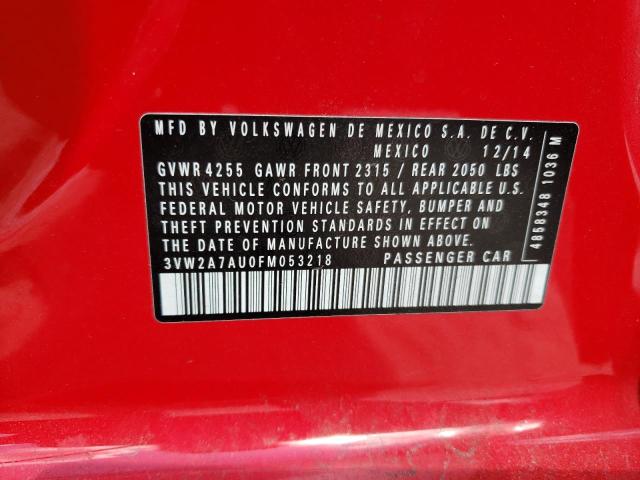 MFD BY VOLKSWAGEN DE MEXICO S.A. DE C.V.
MEXICO 12/14
GVWR 4255 GAWR FRONT 2315 / REAR 2050 LBS
THIS VEHICLE CONFORMS TO ALL APPLICABLE U.S.
FEDERAL MOTOR VEHICLE SAFETY, BUMPER AND
THEFT PREVENTION STANDARDS IN EFFECT ON
THE DATE OF MANUFACTURE SHOWN ABOVE.
3VW2A7AU0FM053218 PASSENGER CAR
4858348 1036 M